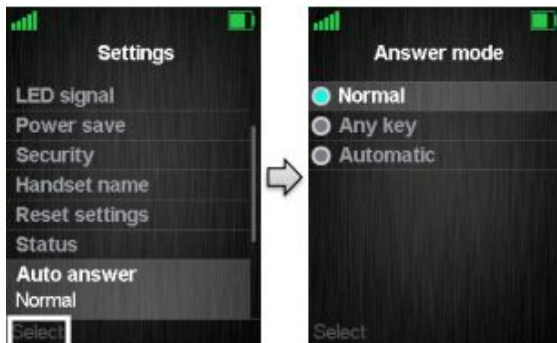 Settings
LED signal
Power save
Security
Handset name
Reset settings
Status
Auto answer
Normal
Select
Answer mode
Normal
Any key
Automatic
Select